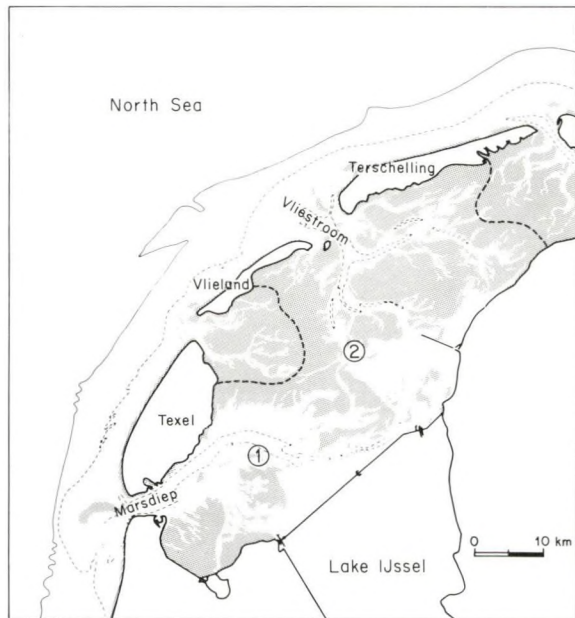 North Sea
Terschelling
Vliestroom
Vlieland
2
Texel
1
Marsdiep
Lake IJssel
0 10 km